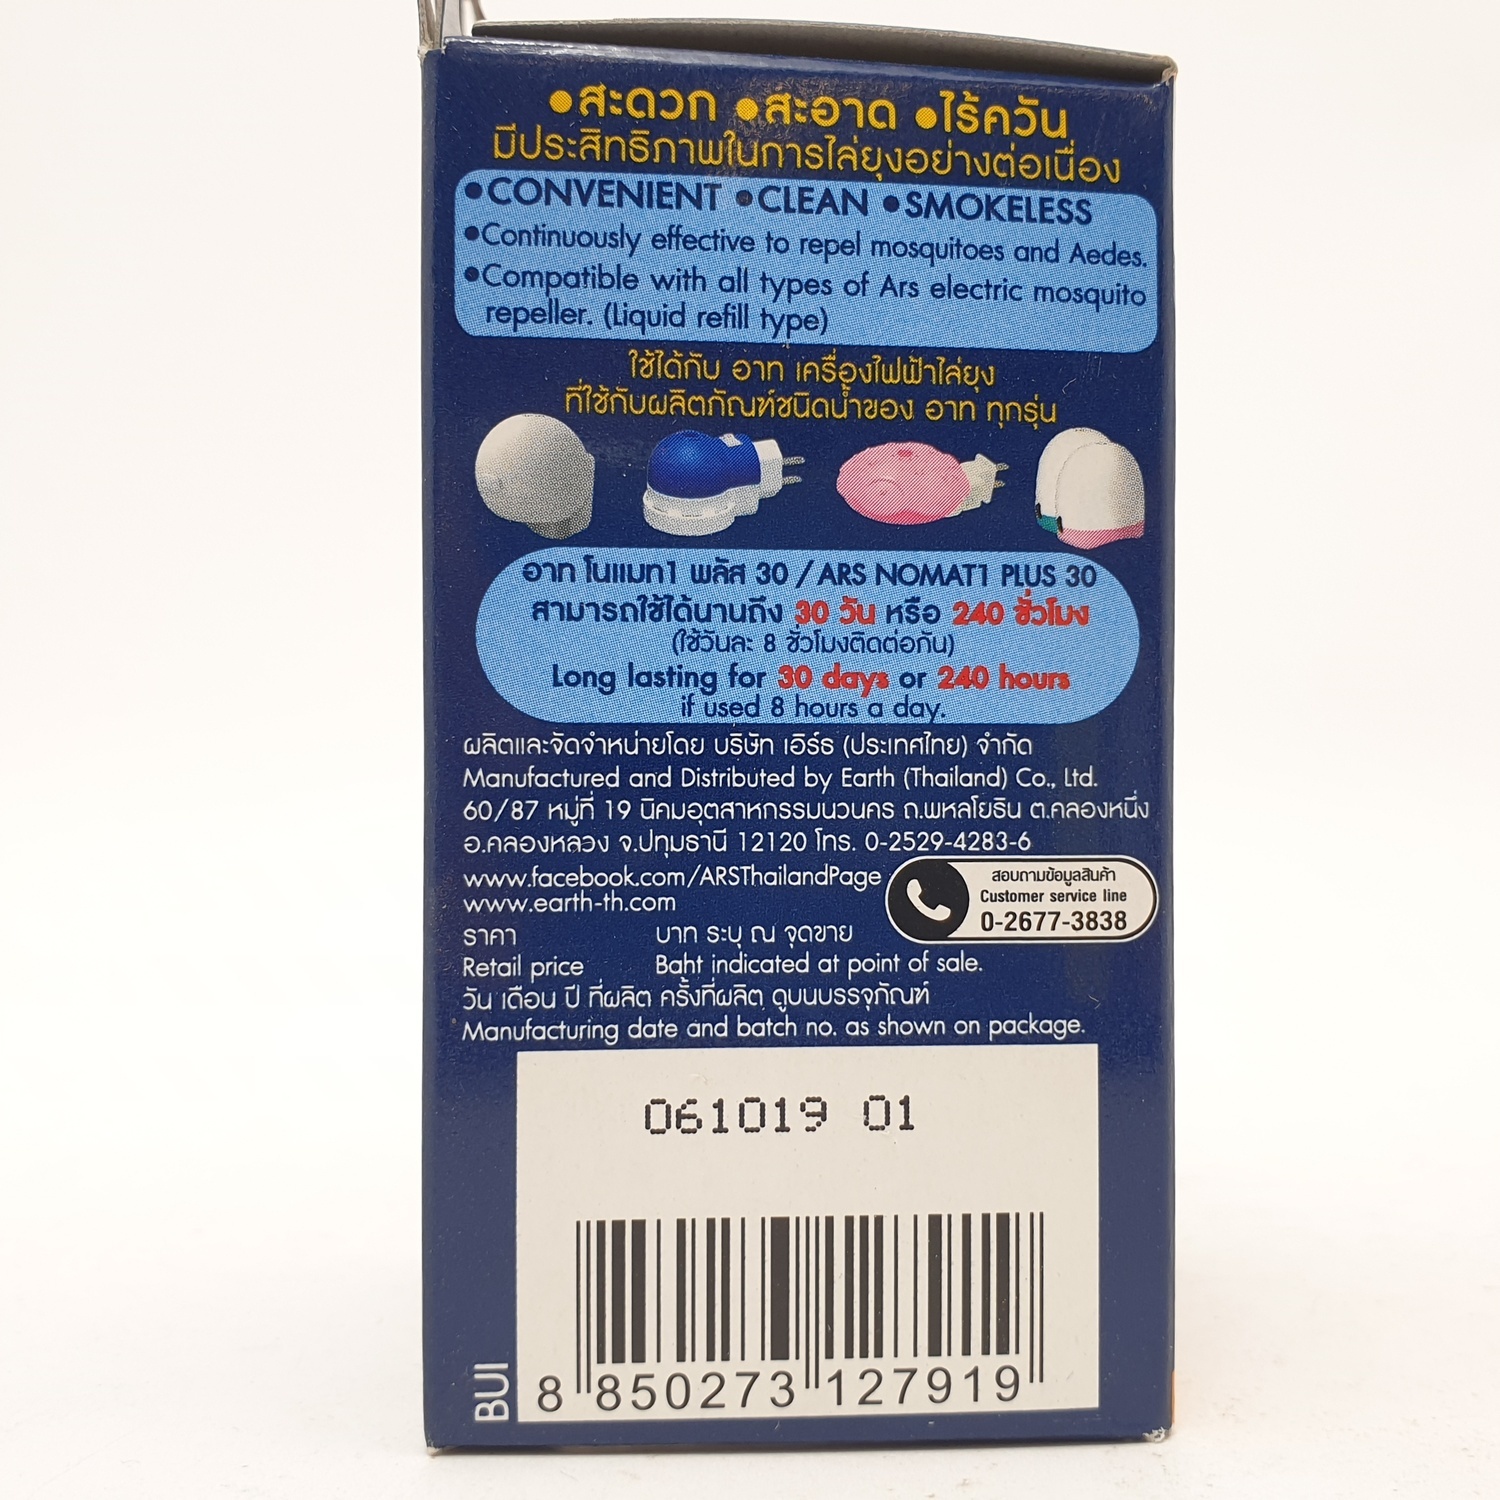 •สะดวก •สะอาด •ไร้ควัน
มีประสิทธิภาพในการไล่ยุงอย่างต่อเนื่อง
•CONVENIENT •CLEAN •SMOKELESS
•Continuously effective to repel mosquitoes and Aedes.
•Compatible with all types of Ars electric mosquito
repeller. (Liquid refill type)
ใช้ได้กับ อาท เครื่องไฟฟ้าไล่ยุง
ที่ใช้กับผลิตภัณฑ์ชนิดน้ำของ อาท ทุกรุ่น
อาท โนแมท1 พลัส 30 / ARS NOMAT1 PLUS 30
สามารถใช้ได้นานถึง 30 วัน หรือ 240 ชั่วโมง
(ใช้วันละ 8 ชั่วโมงติดต่อกัน)
Long lasting for 30 days or 240 hours
if used 8 hours a day.
ผลิตและจัดจำหน่ายโดย บริษัท เอิร์ธ (ประเทศไทย) จำกัด
Manufactured and Distributed by Earth (Thailand) Co., Ltd.
60/87 หมู่ที่ 19 นิคมอุตสาหกรรมนวนคร ถ.พหลโยธิน ต.คลองหนึ่ง
อ.คลองหลวง จ.ปทุมธานี 12120 โทร. 0-2529-4283-6
www.facebook.com/ARSThailandPage
www.earth-th.com
สอบถามข้อมูลสินค้า
Customer service line
0-2677-3838
ราคา บาท ระบุ ณ จุดขาย
Retail price Baht indicated at point of sale.
วัน เดือน ปี ที่ผลิต ครั้งที่ผลิต ดูบนบรรจุภัณฑ์
Manufacturing date and batch no. as shown on package.
061019 01
BUI
8 850273 127919